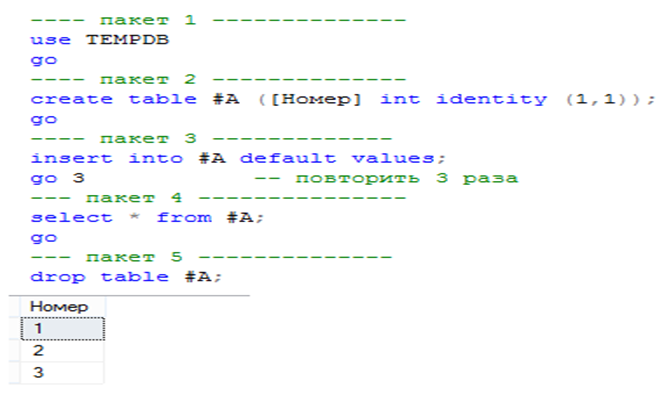 ---- пакет 1 --------------
use TEMPDB
go
---- пакет 2 --------------
create table #A ([Номер] int identity (1,1));
go
---- пакет 3 -------------
insert into #A default values;
go 3            -- повторить 3 раза
--- пакет 4 ---------------
select * from #A;
go
--- пакет 5 --------------
drop table #A;
Номер
1
2
3